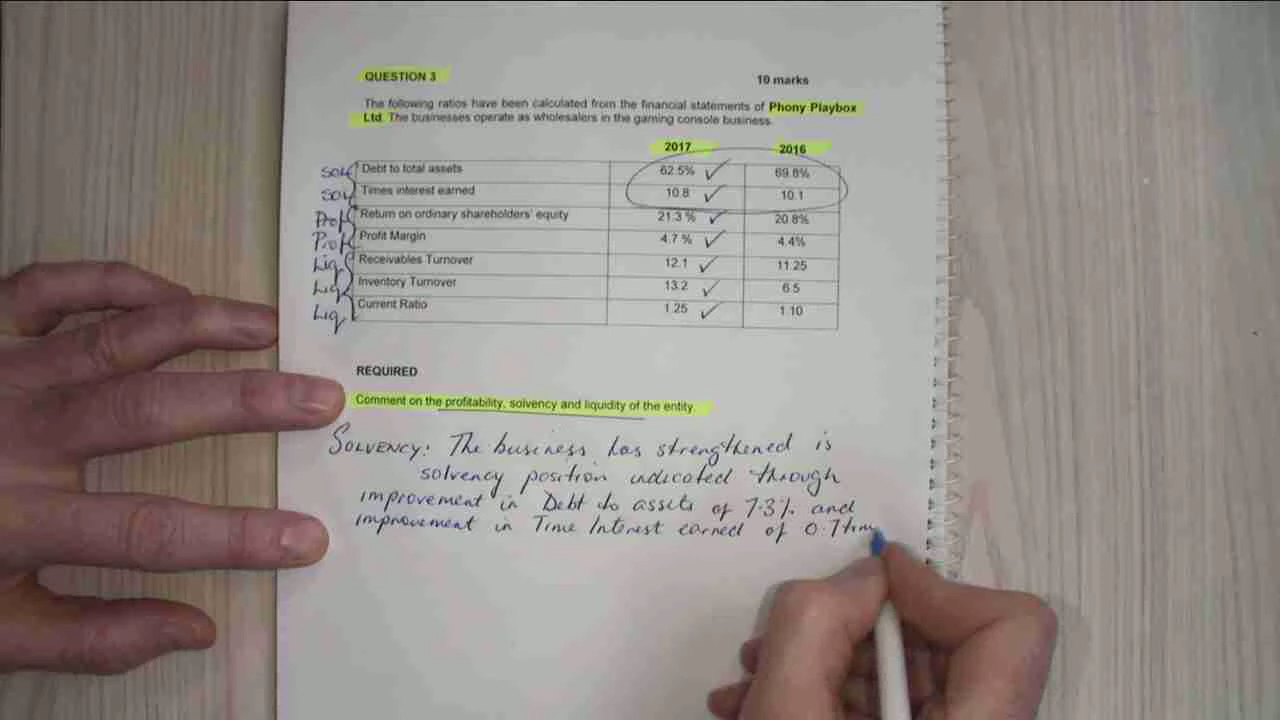 QUESTION 3 10 marks
The following ratios have been calculated from the financial statements of Phony Playbox
Ltd. The businesses operate as wholesalers in the gaming console business.
2017 2016
Solv Debt to total assets 62.5% ✓ 69.8%
Solv Times interest earned 10.8 ✓ 10.1
Prof Return on ordinary shareholders' equity 21.3 % ✓ 20.8%
Prof Profit Margin 4.7 % ✓ 4.4%
Liq Receivables Turnover 12.1 ✓ 11.25
Liq Inventory Turnover 13.2 ✓ 6.5
Liq Current Ratio 1.25 ✓ 1.10
REQUIRED
Comment on the profitability, solvency and liquidity of the entity.
SOLVENCY: The business has strengthened is
solvency position indicated through
improvement in Debt to assets of 7.3% and
improvement in Time Interest earned of 0.7 tim